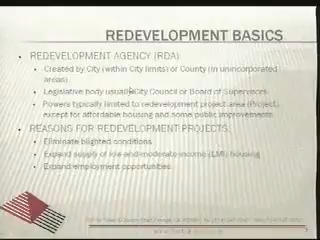 REDEVELOPMENT BASICS
• REDEVELOPMENT AGENCY (RDA):
• Created by City (within City limits) or County (in unincorporated
areas)
• Legislative body usually City Council or Board of Supervisors
• Powers typically limited to redevelopment project area (Project),
except for affordable housing and some public improvements
• REASONS FOR REDEVELOPMENT PROJECTS:
• Eliminate blighted conditions
• Expand supply of low and moderate income (LMI) housing
• Expand employment opportunities